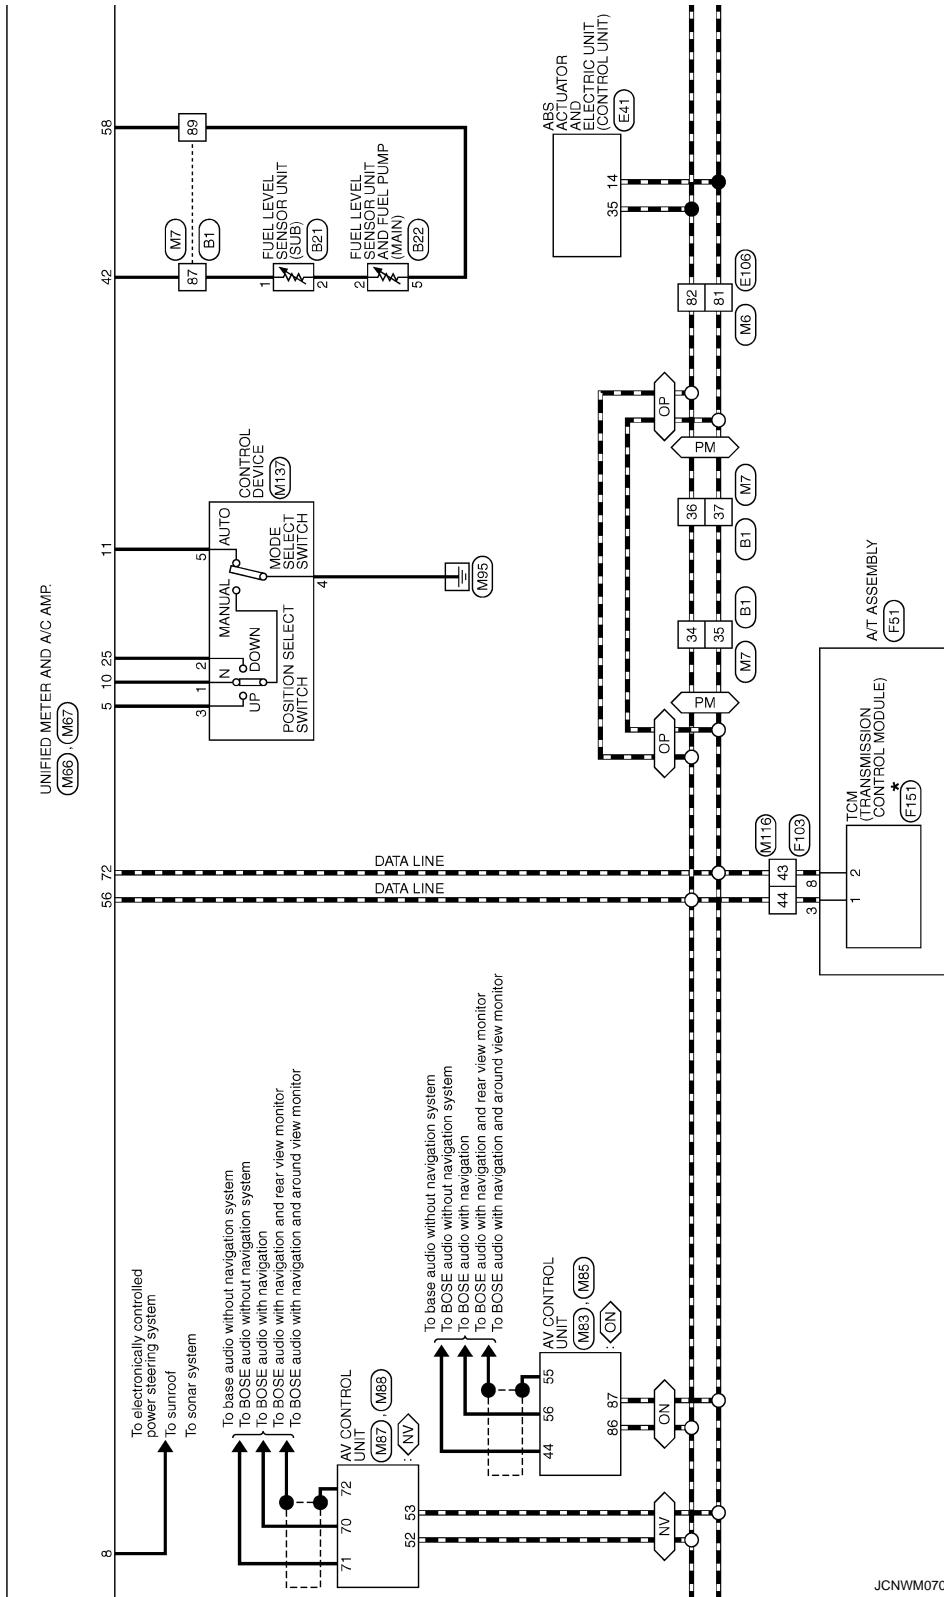 UNIFIED METER AND A/C AMP.
M66 , M67
8
56
72
5
10
25
11
42
58
To electronically controlled
power steering system
To sunroof
To sonar system
To base audio without navigation system
To BOSE audio without navigation system
To BOSE audio with navigation
To BOSE audio with navigation and rear view monitor
To BOSE audio with navigation and around view monitor
71
70
72
AV CONTROL
UNIT
M87 , M88
: NV
52
53
NV
To base audio without navigation system
To BOSE audio without navigation system
To BOSE audio with navigation
To BOSE audio with navigation and rear view monitor
To BOSE audio with navigation and around view monitor
44
56
55
AV CONTROL
UNIT
M83 , M85
: ON
86
87
ON
DATA LINE
DATA LINE
3
1
2
5
UP
N
DOWN
MANUAL
AUTO
POSITION SELECT
SWITCH
MODE
SELECT
SWITCH
CONTROL
DEVICE
M137
4
M95
87
89
M7
B1
1
FUEL LEVEL
SENSOR UNIT
(SUB)
B21
2
2
FUEL LEVEL
SENSOR UNIT
AND FUEL PUMP
(MAIN)
B22
5
ABS
ACTUATOR
AND
ELECTRIC UNIT
(CONTROL UNIT)
E41
35
14
OP
OP
PM
PM
34
35
M7
B1
36
37
B1
M7
82
81
M6
E106
44
43
M116
F103
3
8
A/T ASSEMBLY
F51
1
2
TCM
(TRANSMISSION
CONTROL MODULE)
*
F151
JCNWM070